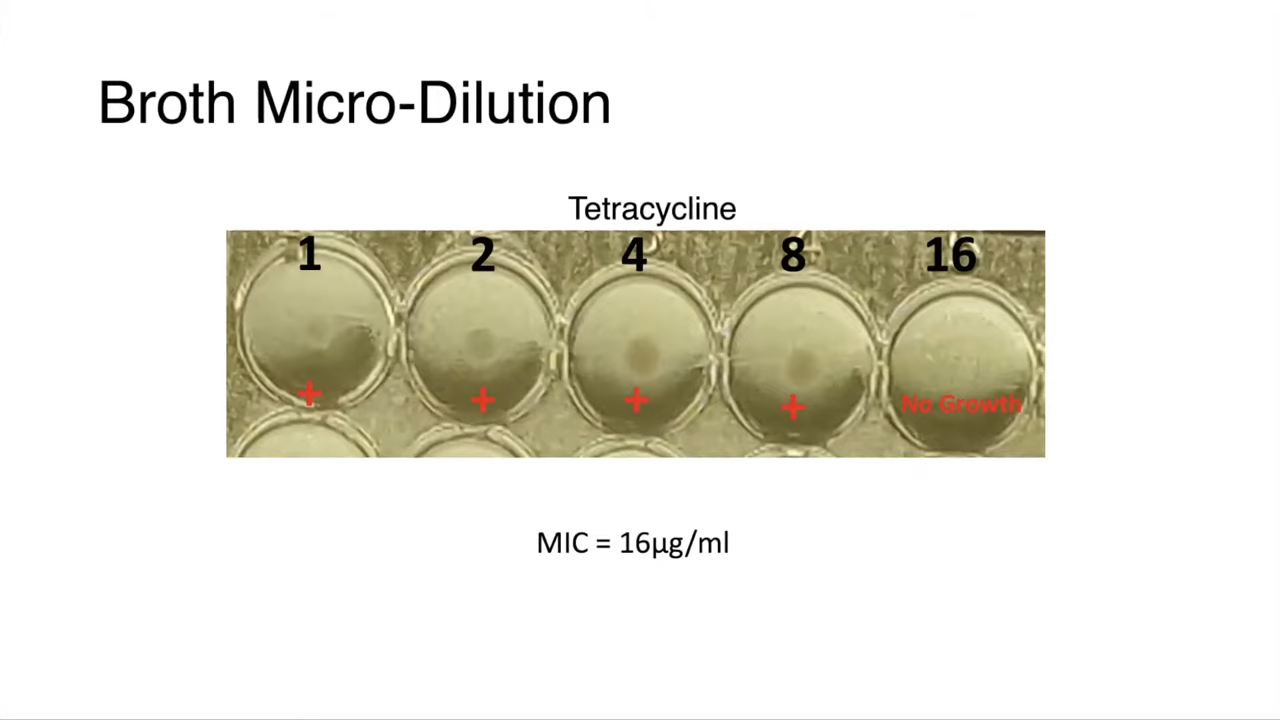 Broth Micro-Dilution
Tetracycline
1 2 4 8 16
+ + + + No Growth
MIC = 16µg/ml